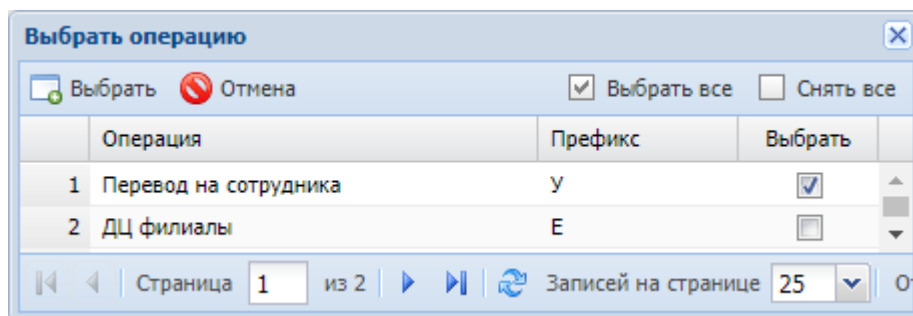 Выбрать операцию
Выбрать Отмена Выбрать все Снять все
Операция Префикс Выбрать
1 Перевод на сотрудника У
2 ДЦ филиалы Е
Страница 1 из 2 Записей на странице 25